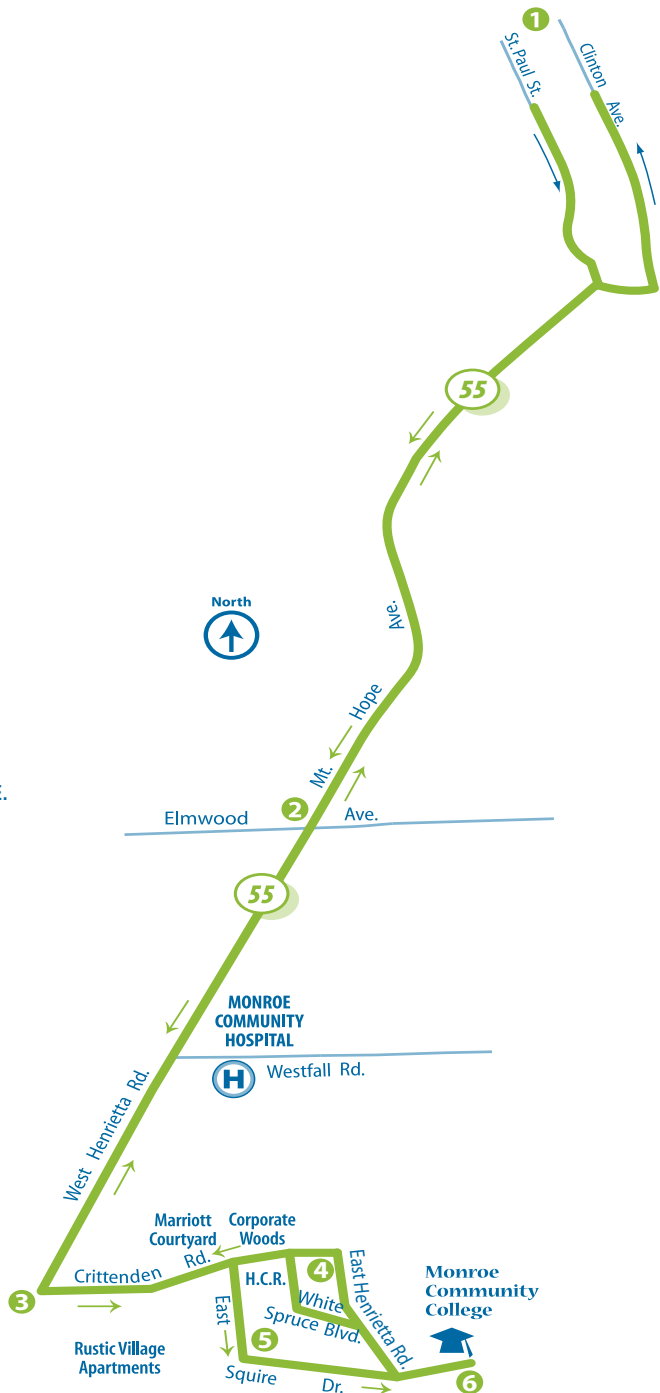 1
St. Paul St.
Clinton Ave.
55
North
Ave.
Hope
Mt.
E.
2
Elmwood Ave.
55
MONROE
COMMUNITY
HOSPITAL
H
Westfall Rd.
West Henrietta Rd.
Marriott
Courtyard
Corporate
Woods
Crittenden Rd.
3
H.C.R.
4
East Henrietta Rd.
White
Spruce Blvd.
Monroe
Community
College
East
5
Squire Dr.
Rustic Village
Apartments
6